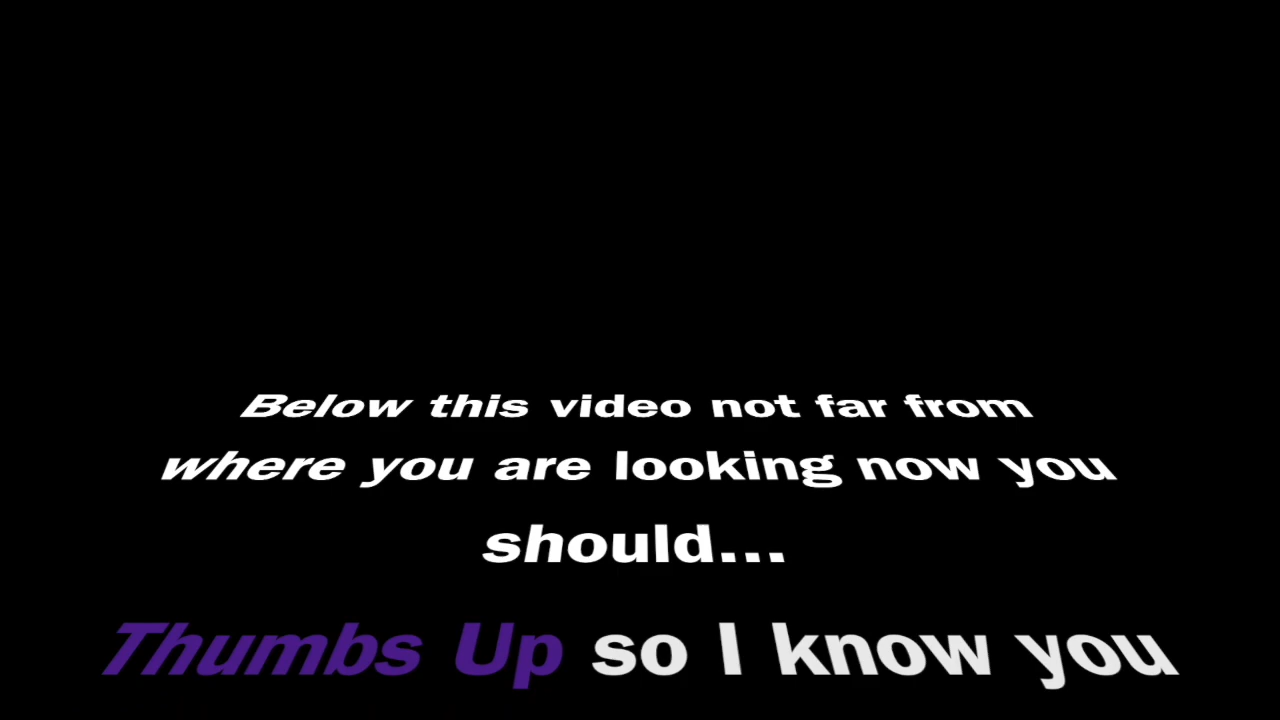 Below this video not far from
where you are looking now you
should...
Thumbs Up so I know you